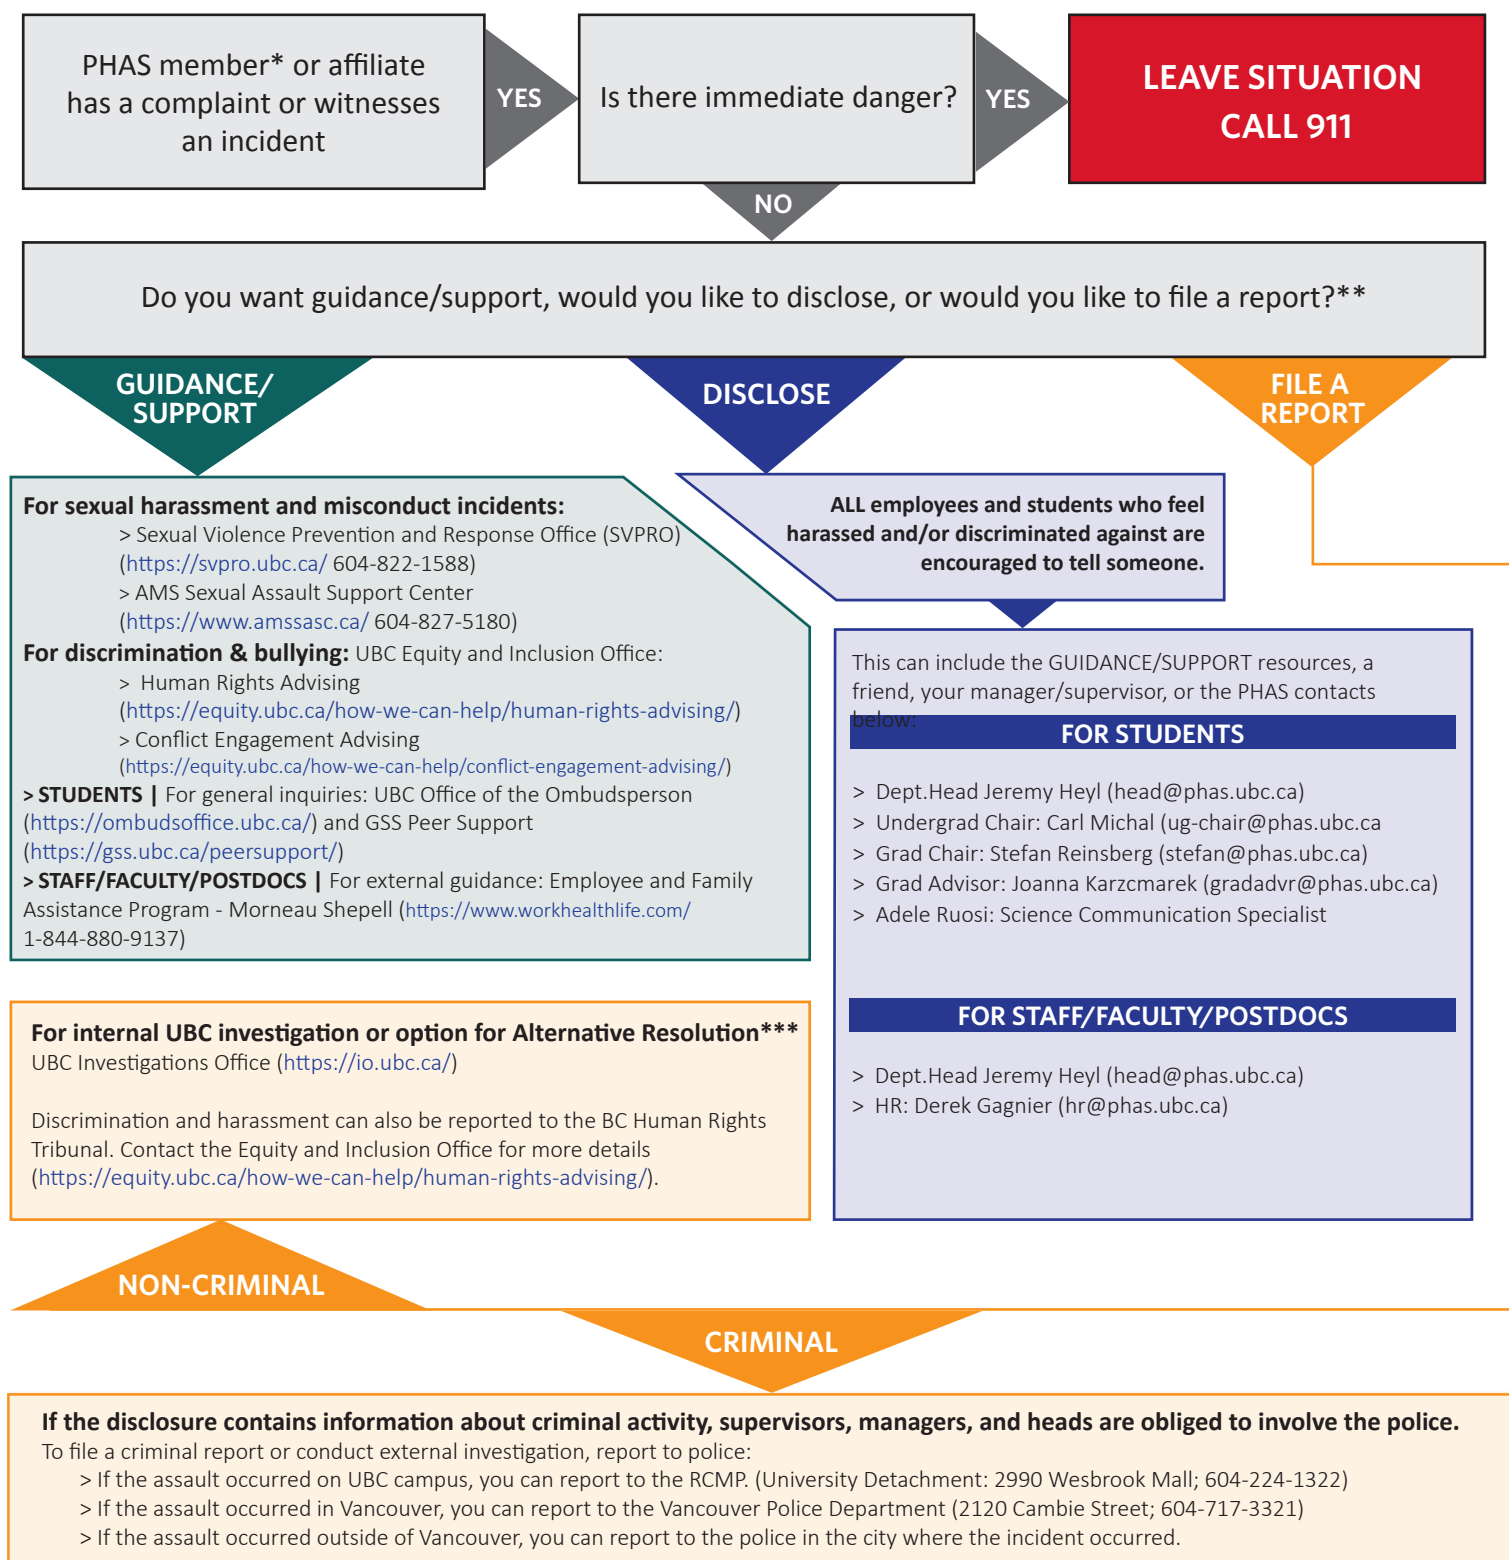 PHAS member* or affiliate
has a complaint or witnesses
an incident
YES
Is there immediate danger?
YES
LEAVE SITUATION
CALL 911
NO
Do you want guidance/support, would you like to disclose, or would you like to file a report?**
GUIDANCE/
SUPPORT
DISCLOSE
FILE A
REPORT
For sexual harassment and misconduct incidents:
> Sexual Violence Prevention and Response Office (SVPRO)
(https://svpro.ubc.ca/ 604-822-1588)
> AMS Sexual Assault Support Center
(https://www.amssasc.ca/ 604-827-5180)
For discrimination & bullying: UBC Equity and Inclusion Office:
> Human Rights Advising
(https://equity.ubc.ca/how-we-can-help/human-rights-advising/)
> Conflict Engagement Advising
(https://equity.ubc.ca/how-we-can-help/conflict-engagement-advising/)
> STUDENTS | For general inquiries: UBC Office of the Ombudsperson
(https://ombudsoffice.ubc.ca/) and GSS Peer Support
(https://gss.ubc.ca/peersupport/)
> STAFF/FACULTY/POSTDOCS | For external guidance: Employee and Family
Assistance Program - Morneau Shepell (https://www.workhealthlife.com/
1-844-880-9137)
ALL employees and students who feel
harassed and/or discriminated against are
encouraged to tell someone.
This can include the GUIDANCE/SUPPORT resources, a
friend, your manager/supervisor, or the PHAS contacts
below:
FOR STUDENTS
> Dept.Head Jeremy Heyl (head@phas.ubc.ca)
> Undergrad Chair: Carl Michal (ug-chair@phas.ubc.ca
> Grad Chair: Stefan Reinsberg (stefan@phas.ubc.ca)
> Grad Advisor: Joanna Karzcmarek (gradadvr@phas.ubc.ca)
> Adele Ruosi: Science Communication Specialist
FOR STAFF/FACULTY/POSTDOCS
> Dept.Head Jeremy Heyl (head@phas.ubc.ca)
> HR: Derek Gagnier (hr@phas.ubc.ca)
For internal UBC investigation or option for Alternative Resolution***
UBC Investigations Office (https://io.ubc.ca/)
Discrimination and harassment can also be reported to the BC Human Rights
Tribunal. Contact the Equity and Inclusion Office for more details
(https://equity.ubc.ca/how-we-can-help/human-rights-advising/).
NON-CRIMINAL
CRIMINAL
If the disclosure contains information about criminal activity, supervisors, managers, and heads are obliged to involve the police.
To file a criminal report or conduct external investigation, report to police:
> If the assault occurred on UBC campus, you can report to the RCMP. (University Detachment: 2990 Wesbrook Mall; 604-224-1322)
> If the assault occurred in Vancouver, you can report to the Vancouver Police Department (2120 Cambie Street; 604-717-3321)
> If the assault occurred outside of Vancouver, you can report to the police in the city where the incident occurred.